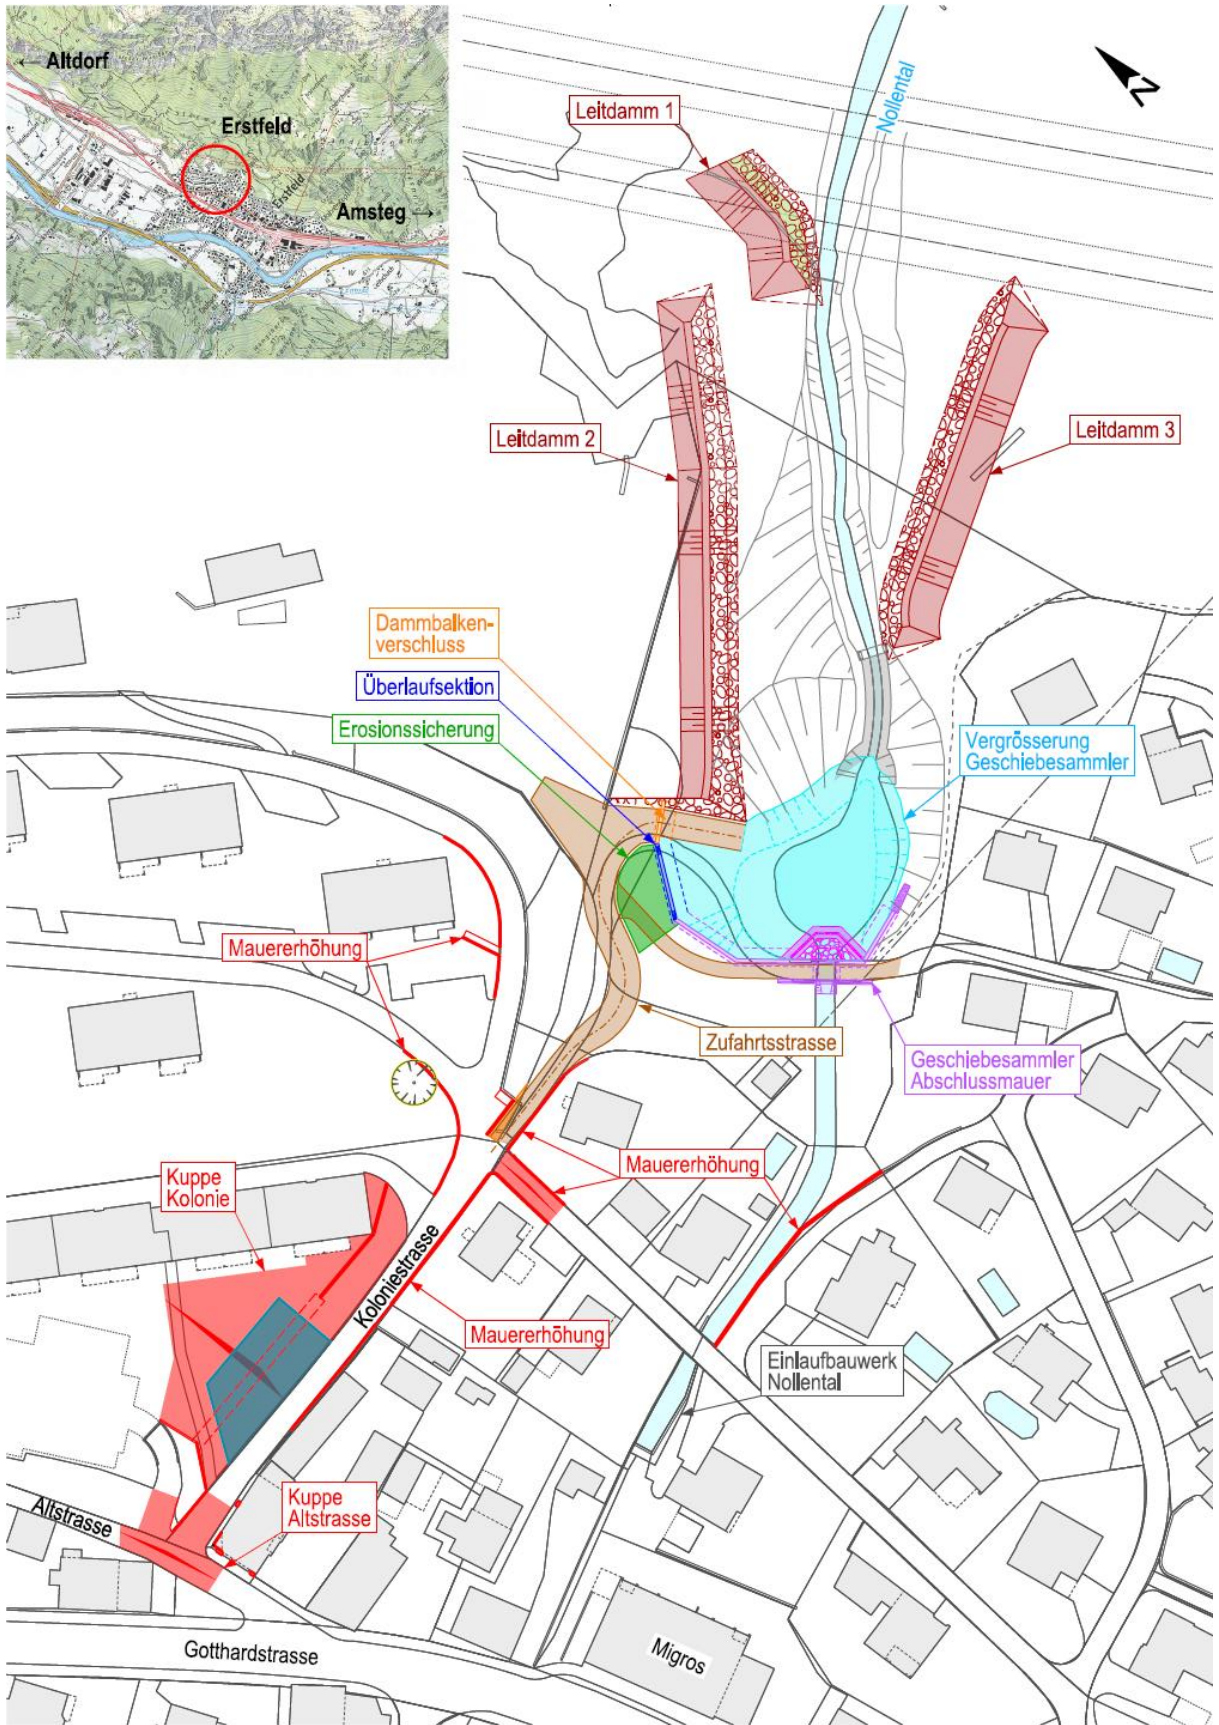 ← Altdorf
Erstfeld
Erstfeld
Amsteg →
N
Nollental
Leitdamm 1
Leitdamm 2
Leitdamm 3
Dammbalken-
verschluss
Überlaufsektion
Erosionssicherung
Vergrösserung
Geschiebesammler
Mauererhöhung
Zufahrtsstrasse
Geschiebesammler
Abschlussmauer
Mauererhöhung
Kuppe
Kolonie
Koloniestrasse
Mauererhöhung
Einlaufbauwerk
Nollental
Kuppe
Altstrasse
Altstrasse
Gotthardstrasse
Migros